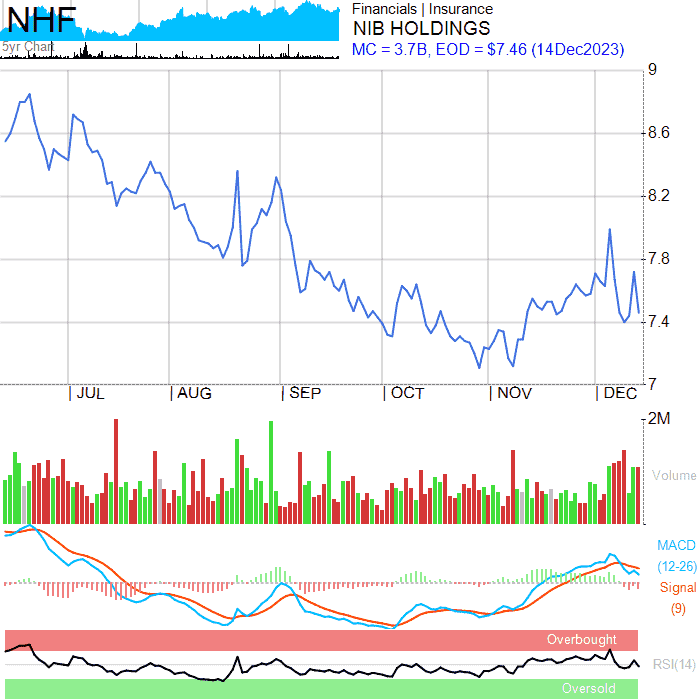 NHF
5yr Chart
Financials | Insurance
NIB HOLDINGS
MC = 3.7B, EOD = $7.46 (14Dec2023)
9
8.6
8.2
7.8
7.4
7
| JUL | AUG | SEP | OCT | NOV | DEC
2M
Volume
MACD
(12-26)
Signal
(9)
Overbought
RSI(14)
Oversold